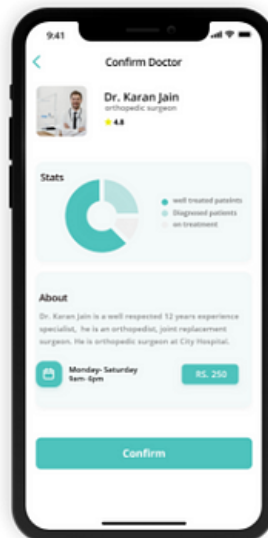 9:41
Confirm Doctor
Dr. Karan Jain
orthopedic surgeon
4.8
Stats
well treated pateints
Diagnosed patients
on treatment
About
Dr. Karan Jain is a well respected 12 years experience
specialist, he is an orthopedist, joint replacement
surgeon. He is orthopedic surgeon at City Hospital.
Monday- Saturday
9am- 6pm
RS. 250
Confirm